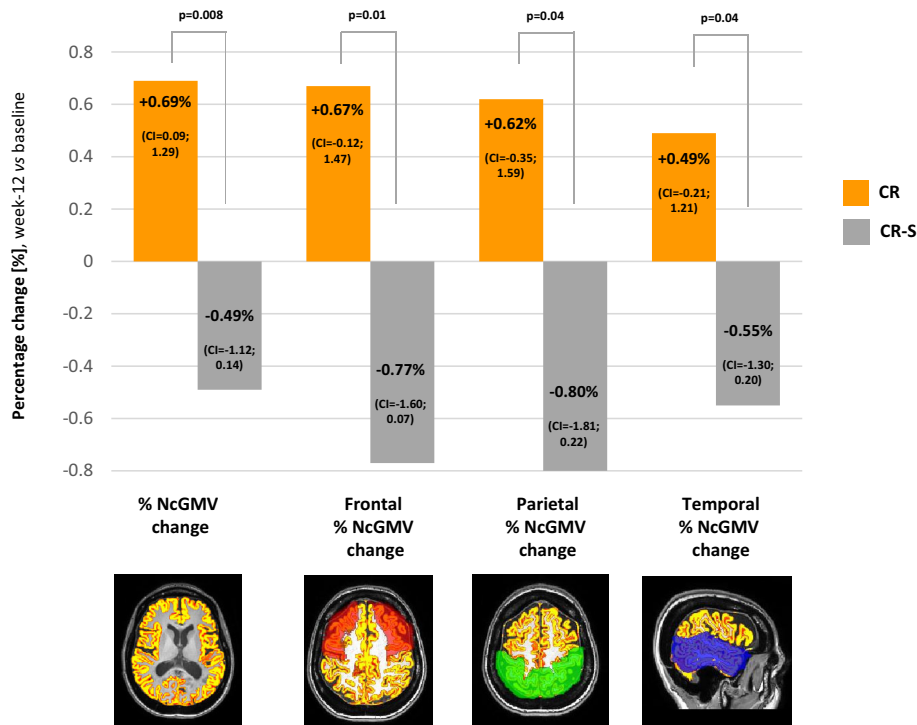 p=0.008
p=0.01
p=0.04
p=0.04
0.8
0.6
0.4
0.2
0
-0.2
-0.4
-0.6
-0.8
Percentage change [%], week-12 vs baseline
+0.69%
(CI=0.09;
1.29)
+0.67%
(CI=-0.12;
1.47)
+0.62%
(CI=-0.35;
1.59)
+0.49%
(CI=-0.21;
1.21)
-0.49%
(CI=-1.12;
0.14)
-0.77%
(CI=-1.60;
0.07)
-0.80%
(CI=-1.81;
0.22)
-0.55%
(CI=-1.30;
0.20)
CR
CR-S
% NcGMV
change
Frontal
% NcGMV
change
Parietal
% NcGMV
change
Temporal
% NcGMV
change